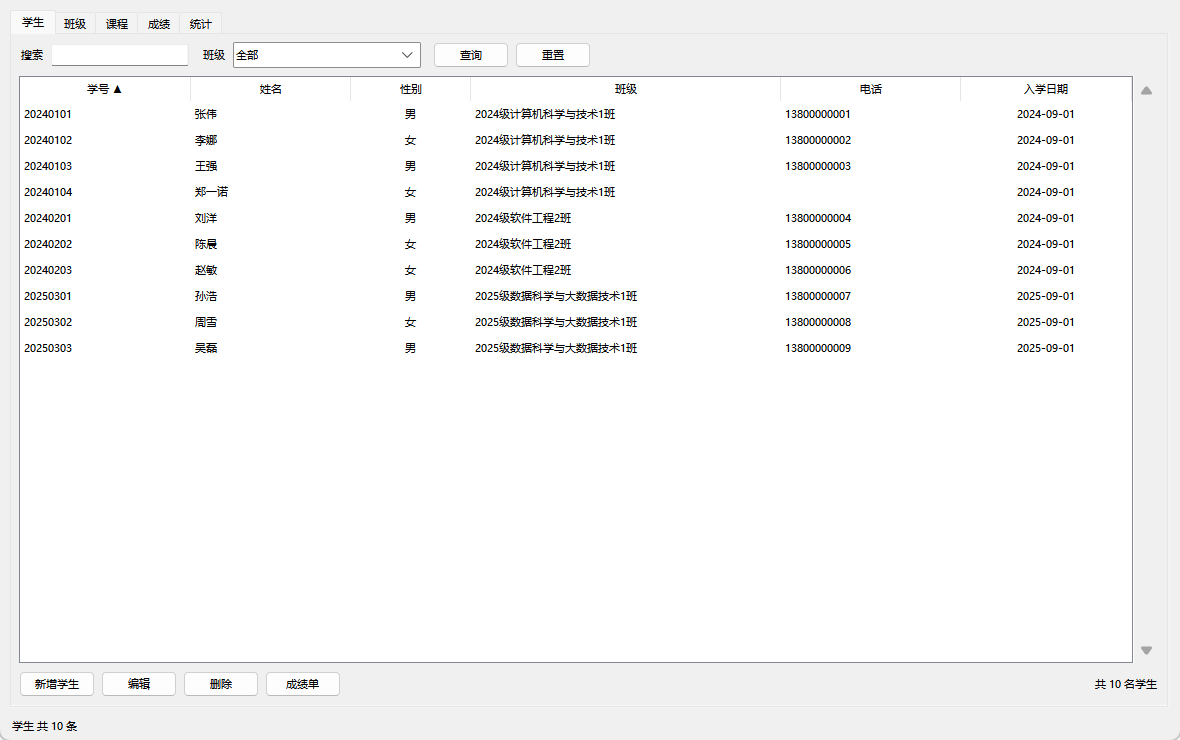 学生 班级 课程 成绩 统计
搜索 班级 全部 查询 重置
学号 ▲ 姓名 性别 班级 电话 入学日期
20240101 张伟 男 2024级计算机科学与技术1班 13800000001 2024-09-01
20240102 李娜 女 2024级计算机科学与技术1班 13800000002 2024-09-01
20240103 王强 男 2024级计算机科学与技术1班 13800000003 2024-09-01
20240104 郑一诺 女 2024级计算机科学与技术1班 2024-09-01
20240201 刘洋 男 2024级软件工程2班 13800000004 2024-09-01
20240202 陈晨 女 2024级软件工程2班 13800000005 2024-09-01
20240203 赵敏 女 2024级软件工程2班 13800000006 2024-09-01
20250301 孙浩 男 2025级数据科学与大数据技术1班 13800000007 2025-09-01
20250302 周雪 女 2025级数据科学与大数据技术1班 13800000008 2025-09-01
20250303 吴磊 男 2025级数据科学与大数据技术1班 13800000009 2025-09-01
新增学生 编辑 删除 成绩单 共 10 名学生
学生 共 10 条